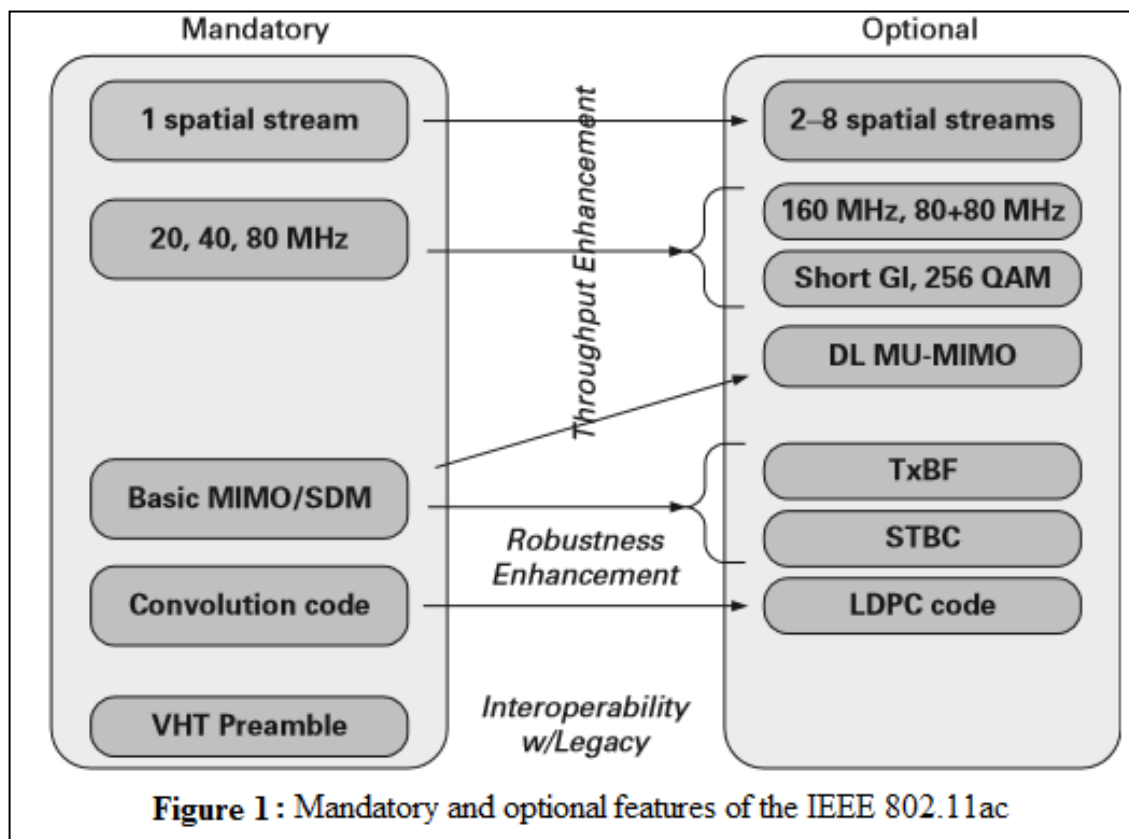 Mandatory
Optional
1 spatial stream
2–8 spatial streams
Throughput Enhancement
20, 40, 80 MHz
160 MHz, 80+80 MHz
Short GI, 256 QAM
DL MU-MIMO
Basic MIMO/SDM
TxBF
STBC
Robustness
Enhancement
Convolution code
LDPC code
VHT Preamble
Interoperability
w/Legacy
Figure 1 : Mandatory and optional features of the IEEE 802.11ac